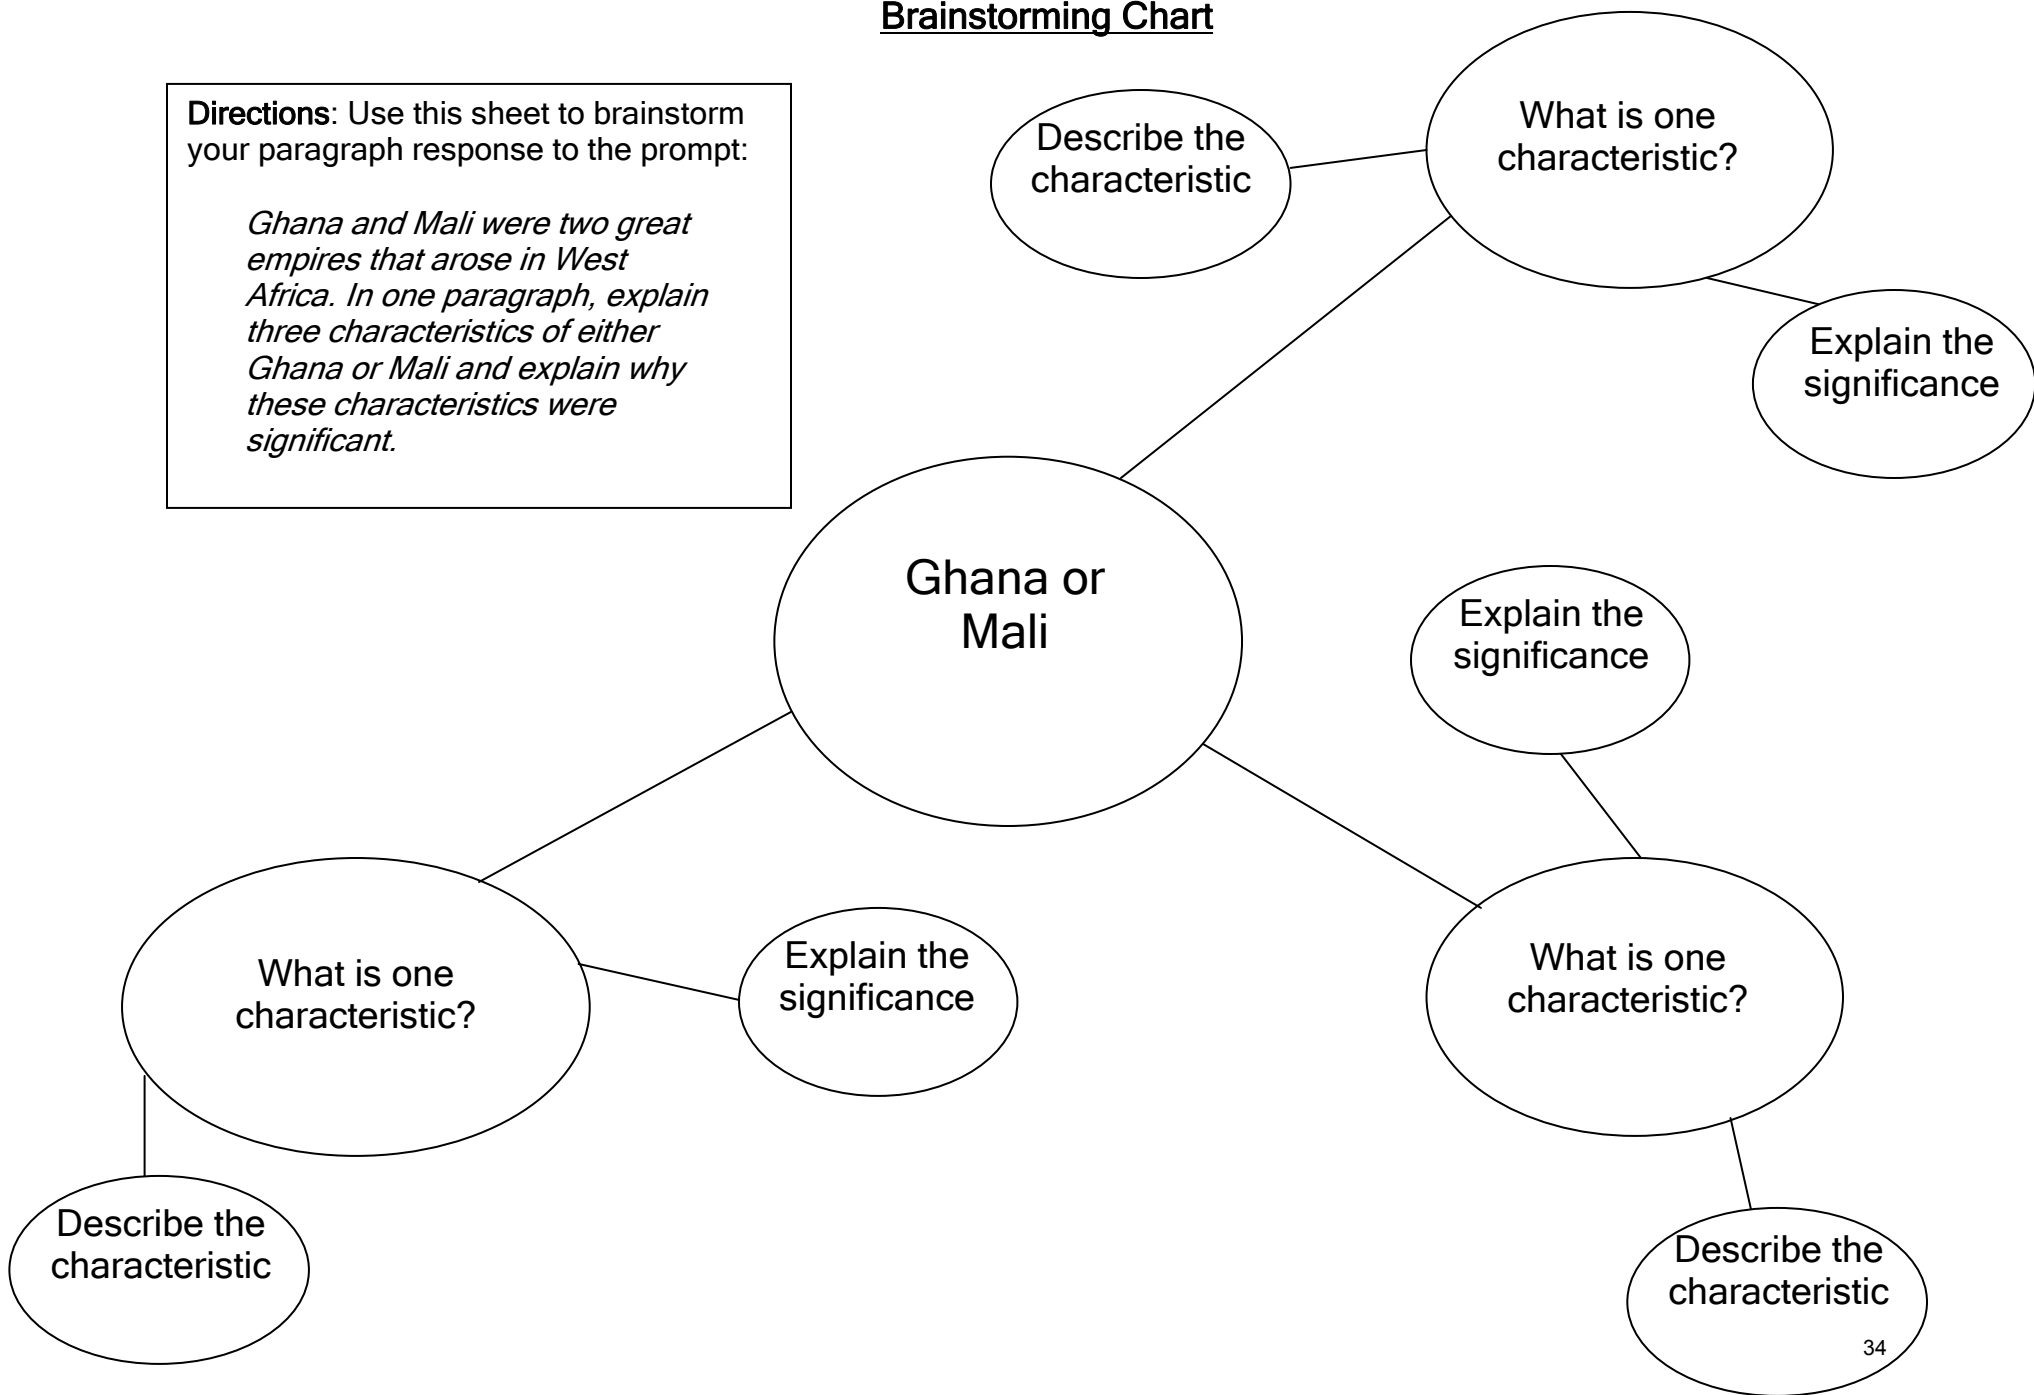 Brainstorming Chart
Directions: Use this sheet to brainstorm
your paragraph response to the prompt:
Ghana and Mali were two great
empires that arose in West
Africa. In one paragraph, explain
three characteristics of either
Ghana or Mali and explain why
these characteristics were
significant.
Describe the
characteristic
What is one
characteristic?
Explain the
significance
Ghana or
Mali
Explain the
significance
What is one
characteristic?
Explain the
significance
What is one
characteristic?
Describe the
characteristic
Describe the
characteristic
34